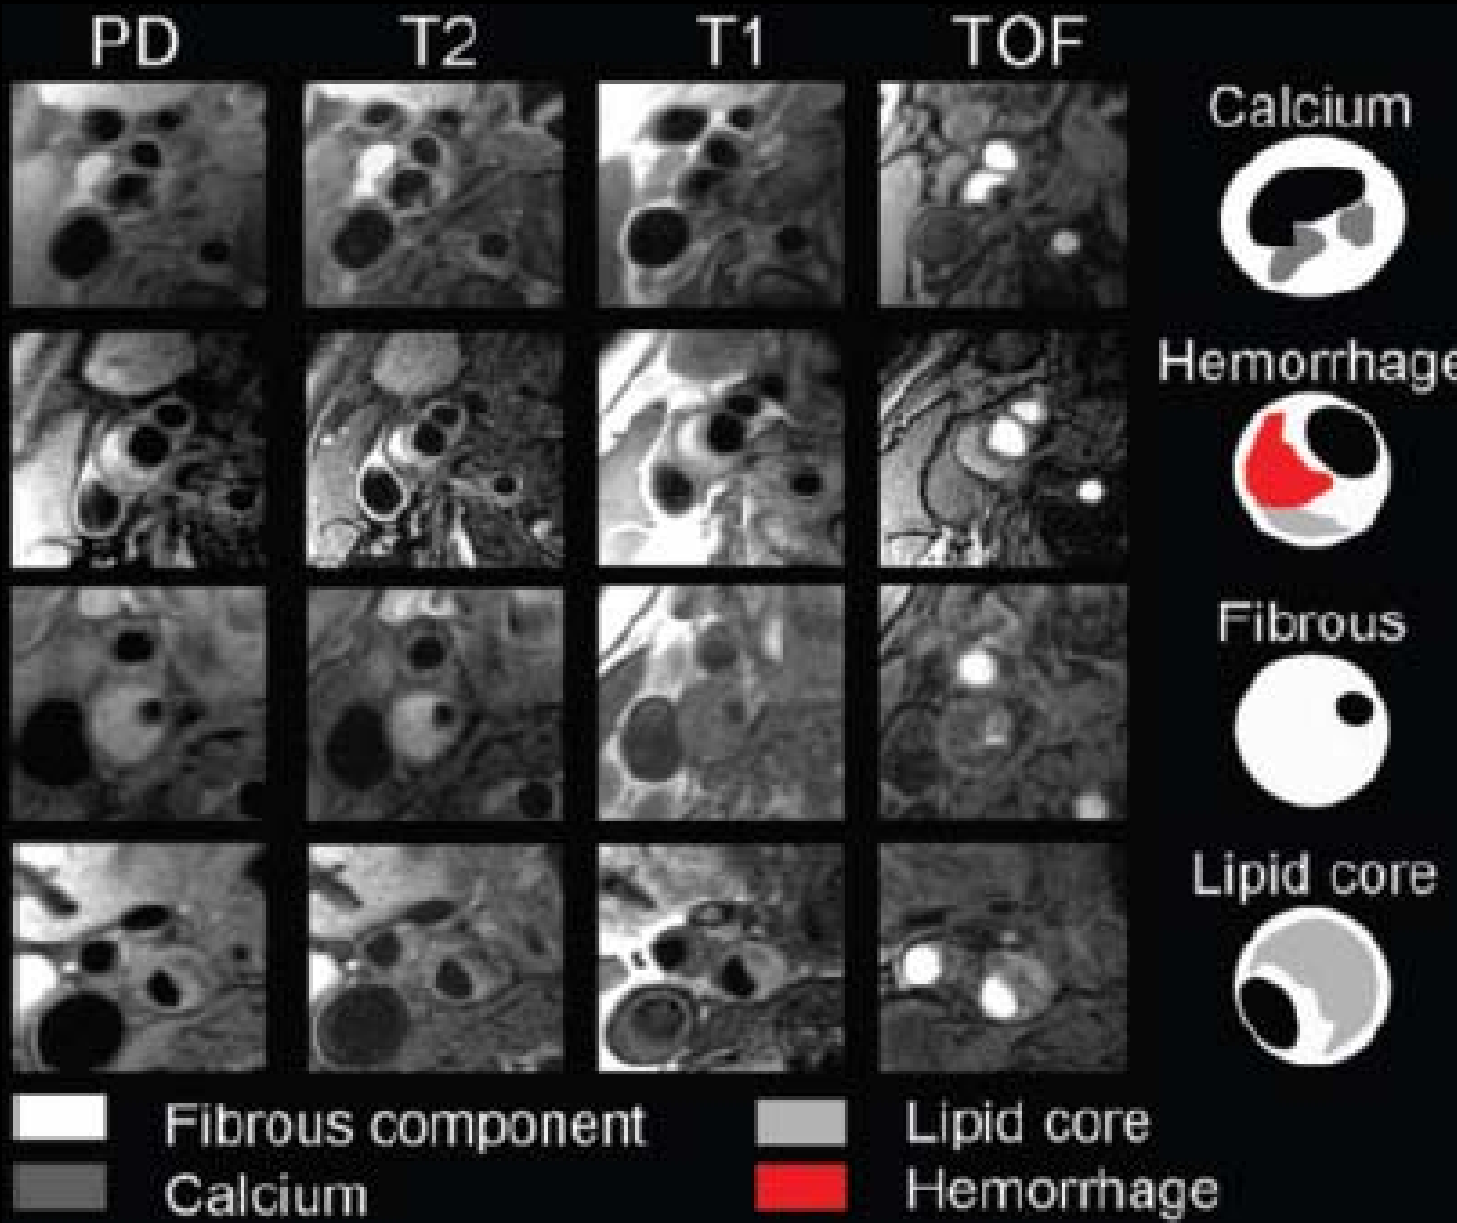 PD T2 T1 TOF
Calcium
Hemorrhage
Fibrous
Lipid core
Fibrous component
Lipid core
Calcium
Hemorrhage